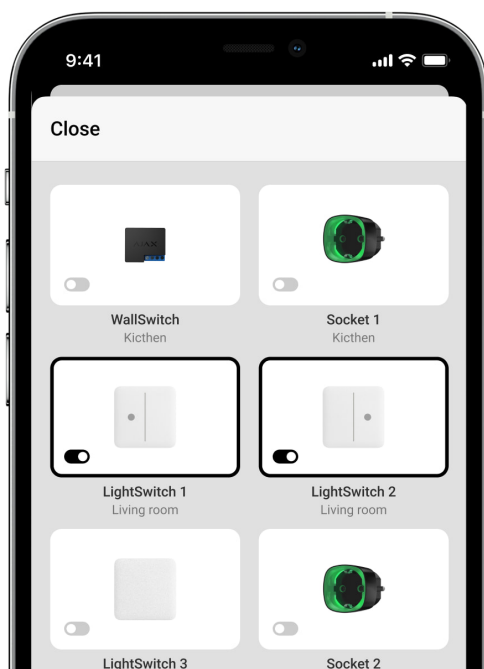 9:41
Close
AJAX
WallSwitch
Kicthen
Socket 1
Kicthen
LightSwitch 1
Living room
LightSwitch 2
Living room
LightSwitch 3
Socket 2